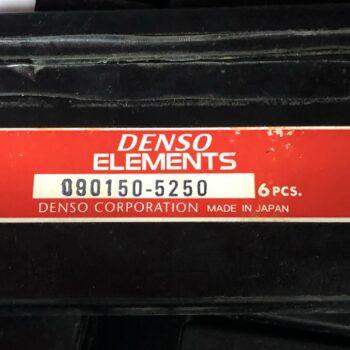 DENSO
ELEMENTS
090150-5250 6 PCS.
DENSO CORPORATION MADE IN JAPAN